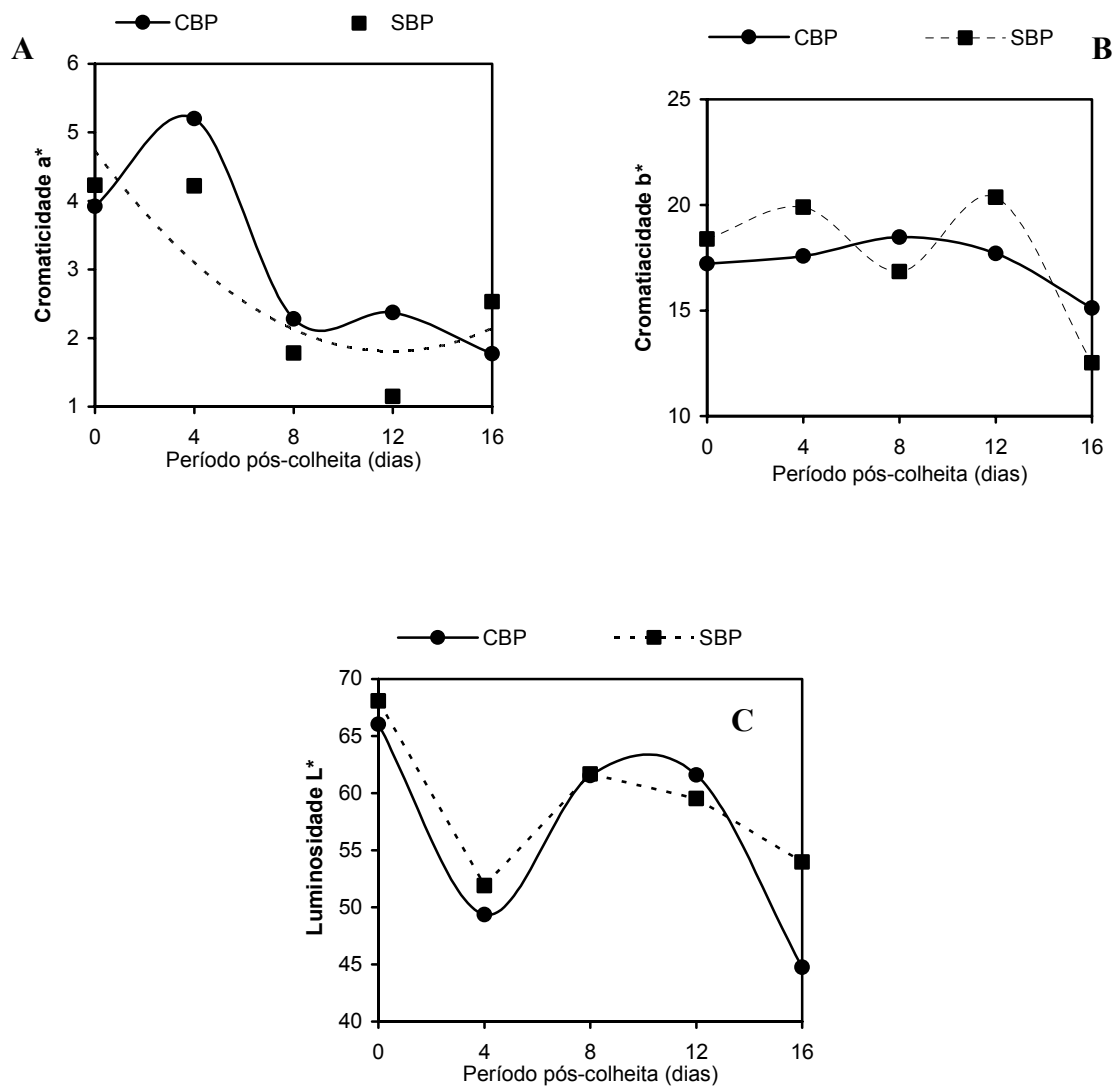 CBP SBP
A
6
5
4
3
2
1
Cromaticidade a*
0 4 8 12 16
Período pós-colheita (dias)
CBP SBP
B
25
20
15
10
Cromatiacidade b*
0 4 8 12 16
Período pós-colheita (dias)
CBP SBP
C
70
65
60
55
50
45
40
Luminosidade L*
0 4 8 12 16
Período pós-colheita (dias)